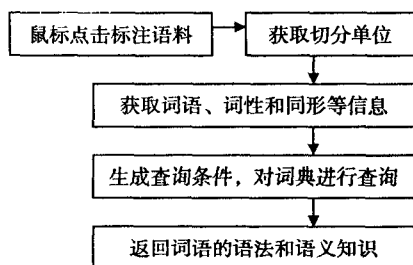 鼠标点击标注语料
获取切分单位
获取词语、词性和同形等信息
生成查询条件，对词典进行查询
返回词语的语法和语义知识